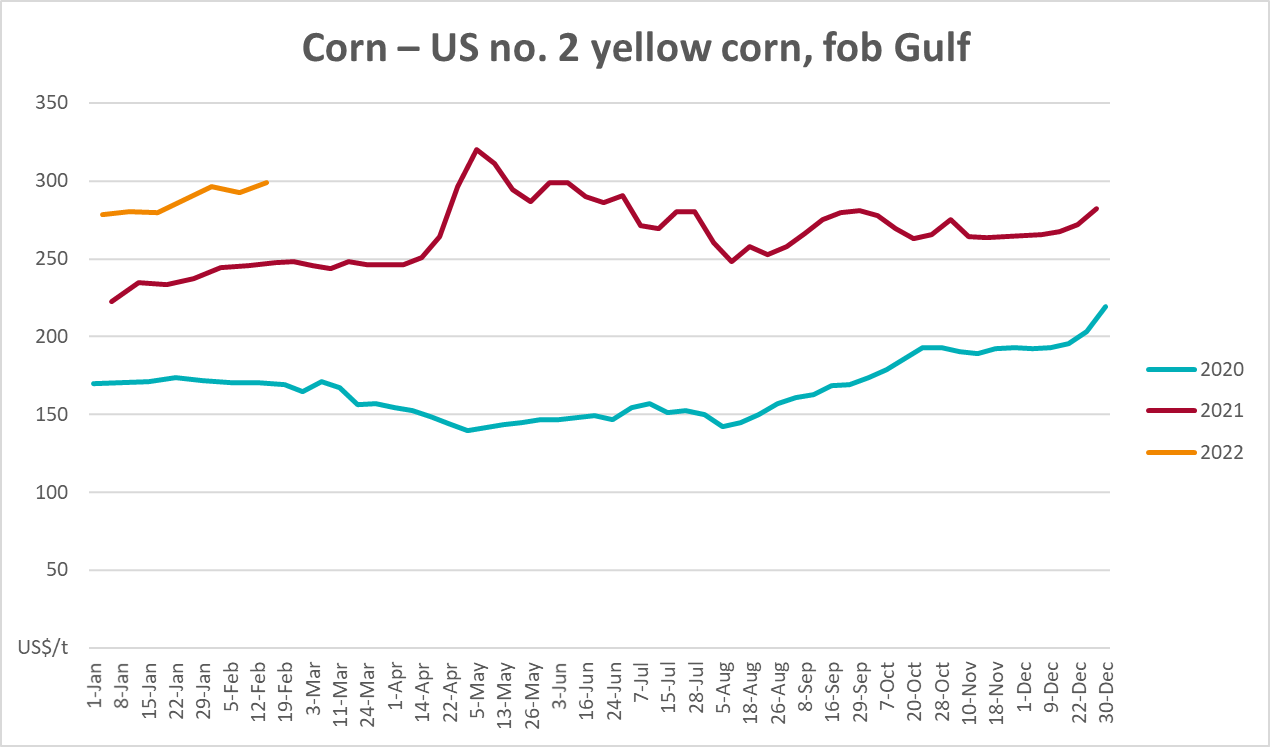 Corn – US no. 2 yellow corn, fob Gulf
350
300
250
200
150
100
50
US$/t
2020
2021
2022
1-Jan
8-Jan
15-Jan
22-Jan
29-Jan
5-Feb
12-Feb
19-Feb
3-Mar
11-Mar
24-Mar
1-Apr
14-Apr
22-Apr
5-May
13-May
26-May
3-Jun
16-Jun
24-Jun
7-Jul
15-Jul
28-Jul
5-Aug
18-Aug
26-Aug
8-Sep
16-Sep
29-Sep
7-Oct
20-Oct
28-Oct
10-Nov
18-Nov
1-Dec
9-Dec
22-Dec
30-Dec